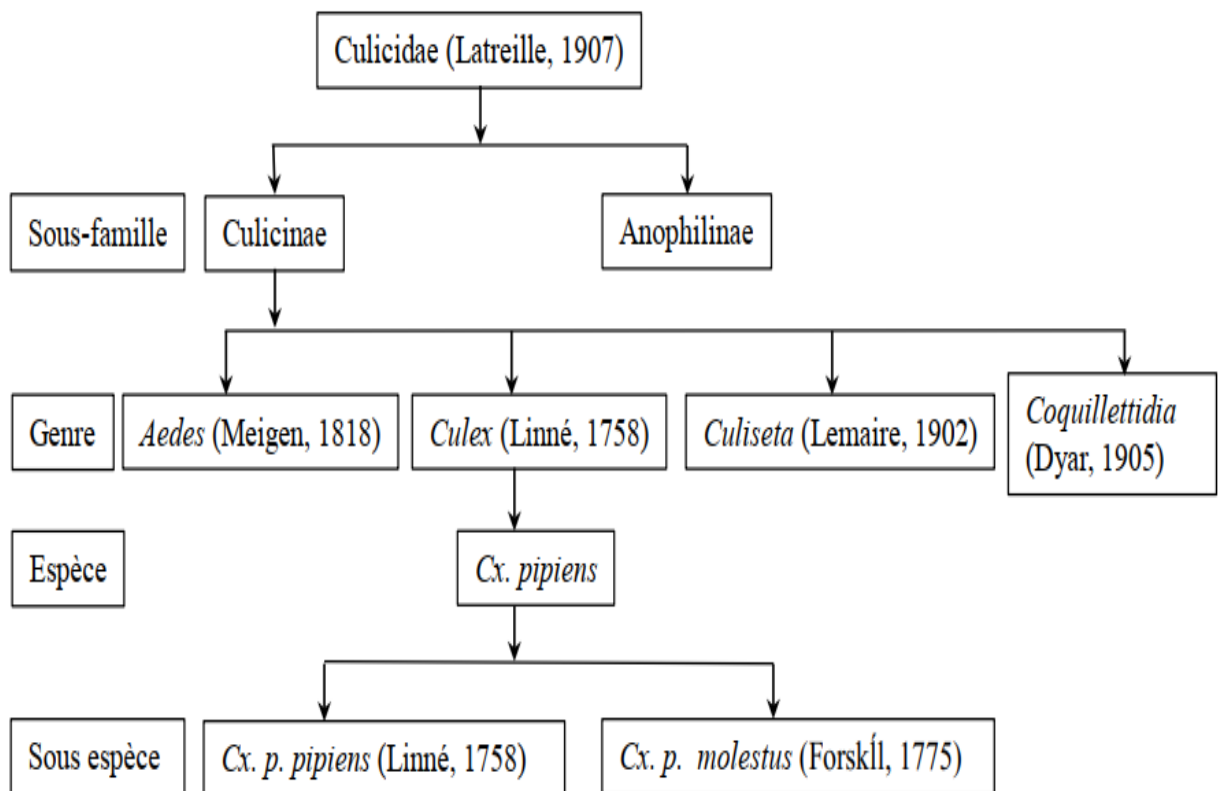 Culicidae (Latreille, 1907)
Sous-famille
Culicinae
Anophilinae
Genre
Aedes (Meigen, 1818)
Culex (Linné, 1758)
Culiseta (Lemaire, 1902)
Coquillettidia
(Dyar, 1905)
Espèce
Cx. pipiens
Sous espèce
Cx. p. pipiens (Linné, 1758)
Cx. p. molestus (ForskÍl, 1775)